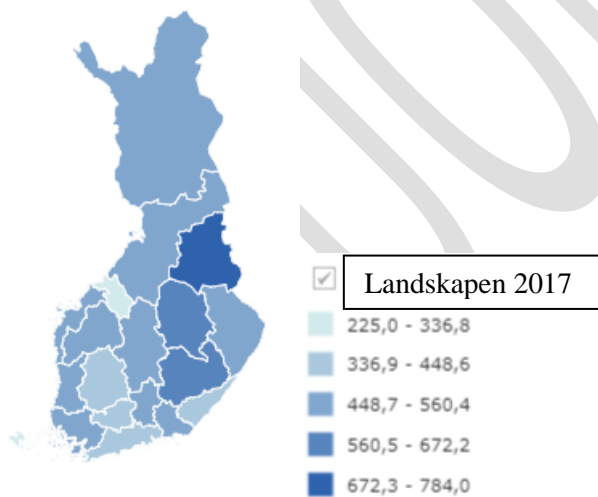 Landskapen 2017
225,0 - 336,8
336,9 - 448,6
448,7 - 560,4
560,5 - 672,2
672,3 - 784,0